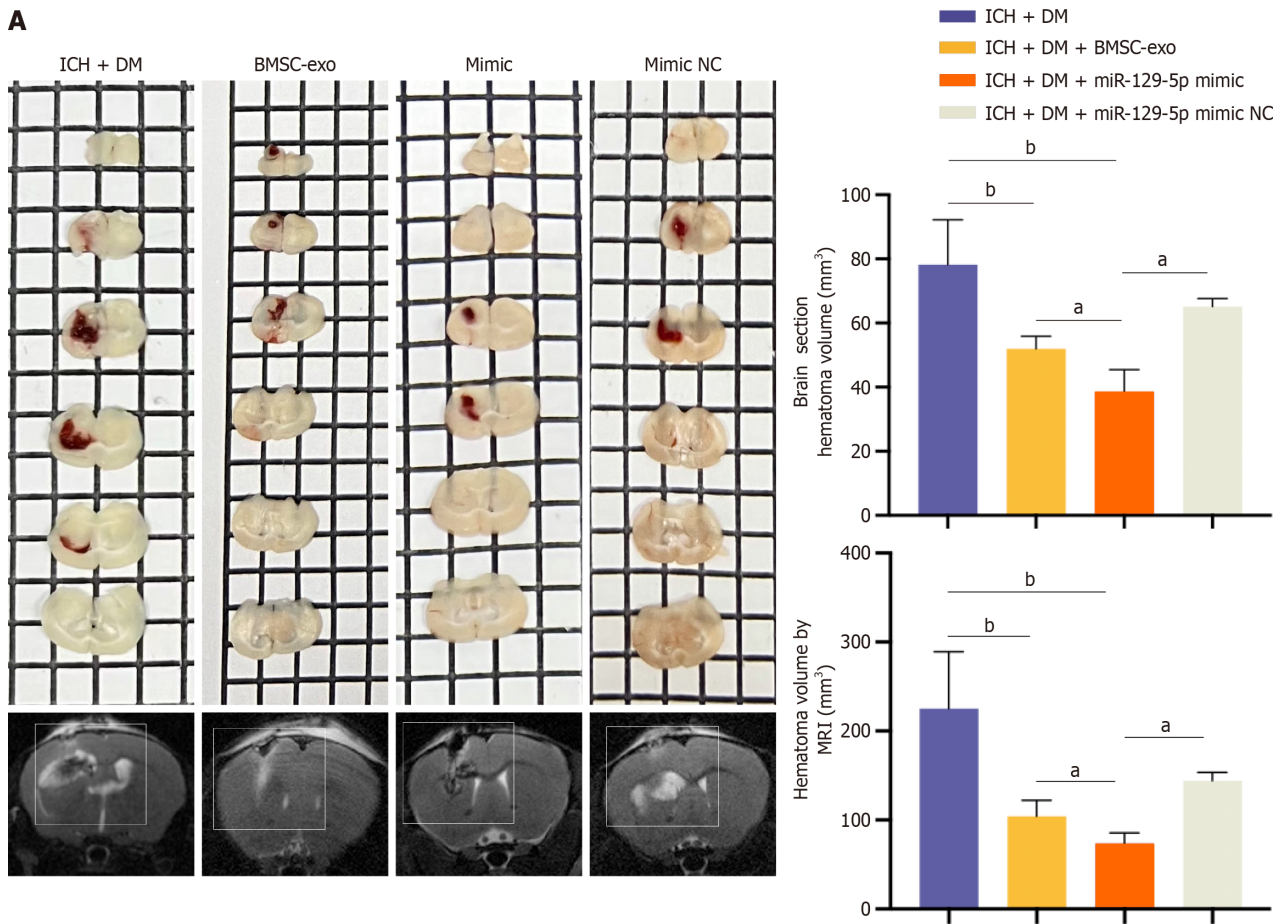 A
ICH + DM
BMSC-exo
Mimic
Mimic NC
ICH + DM
ICH + DM + BMSC-exo
ICH + DM + miR-129-5p mimic
ICH + DM + miR-129-5p mimic NC
Brain section
hematoma volume (mm³)
100
80
60
40
20
0
b
b
a
a
Hematoma volume by
MRI (mm³)
400
300
200
100
0
b
b
a
a